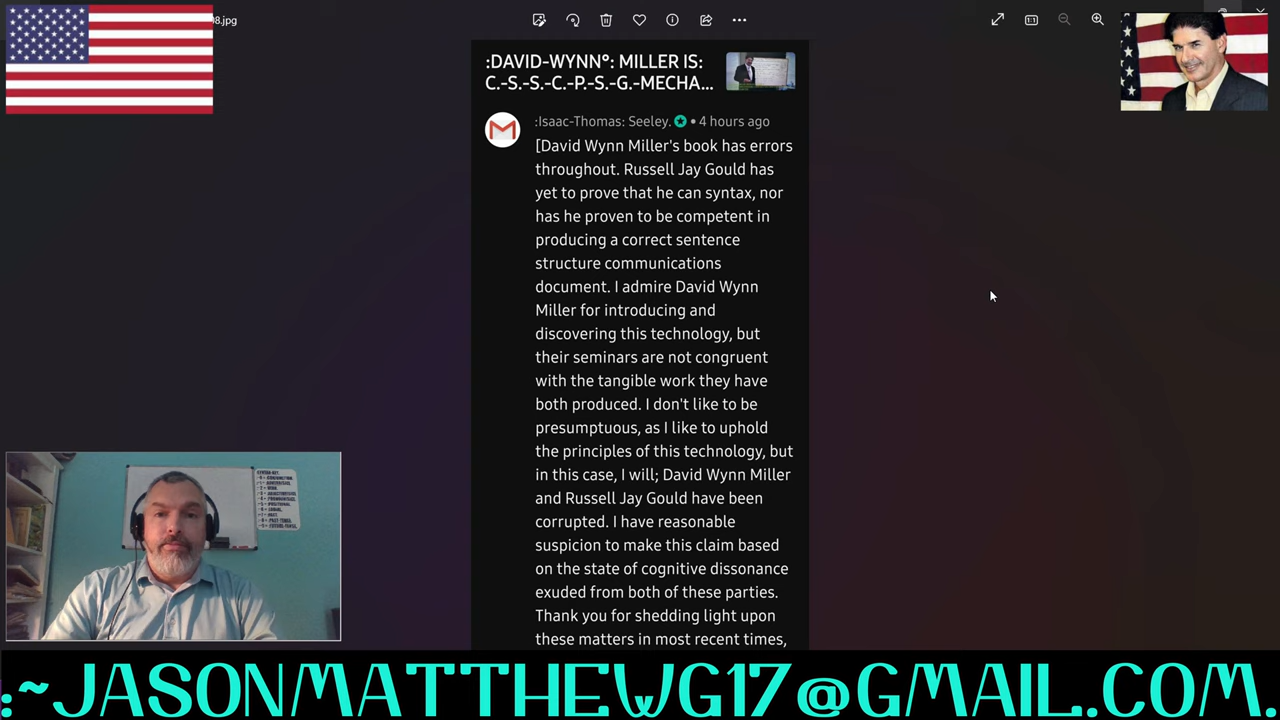 8.jpg
:DAVID-WYNN°: MILLER IS:
C.-S.-S.-C.-P.-S.-G.-MECHA...
:Isaac-Thomas: Seeley. • 4 hours ago
[David Wynn Miller's book has errors
throughout. Russell Jay Gould has
yet to prove that he can syntax, nor
has he proven to be competent in
producing a correct sentence
structure communications
document. I admire David Wynn
Miller for introducing and
discovering this technology, but
their seminars are not congruent
with the tangible work they have
both produced. I don't like to be
presumptuous, as I like to uphold
the principles of this technology, but
in this case, I will; David Wynn Miller
and Russell Jay Gould have been
corrupted. I have reasonable
suspicion to make this claim based
on the state of cognitive dissonance
exuded from both of these parties.
Thank you for shedding light upon
these matters in most recent times,
:~JASONMATTHEWG17@GMAIL.COM.